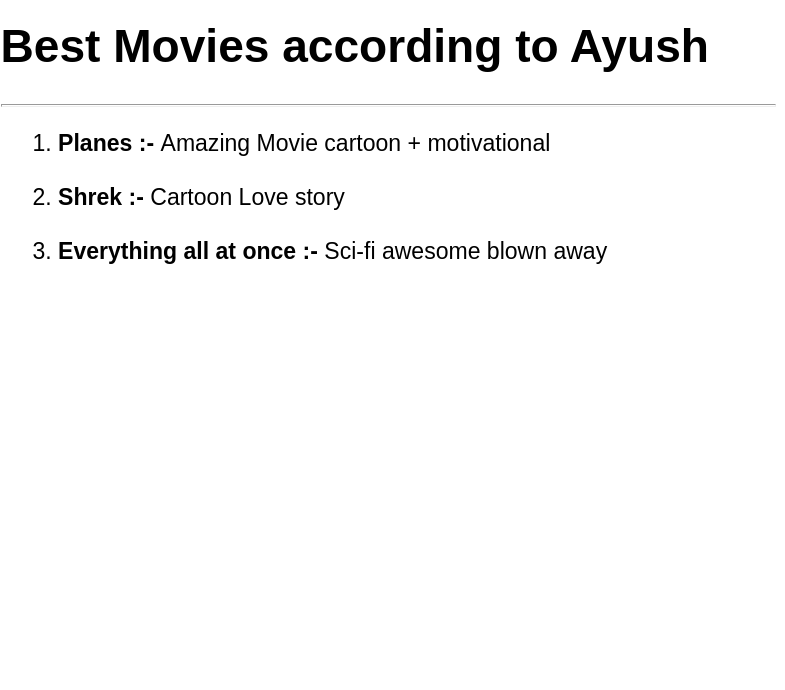 Best Movies according to Ayush
1. Planes :- Amazing Movie cartoon + motivational
2. Shrek :- Cartoon Love story
3. Everything all at once :- Sci-fi awesome blown away